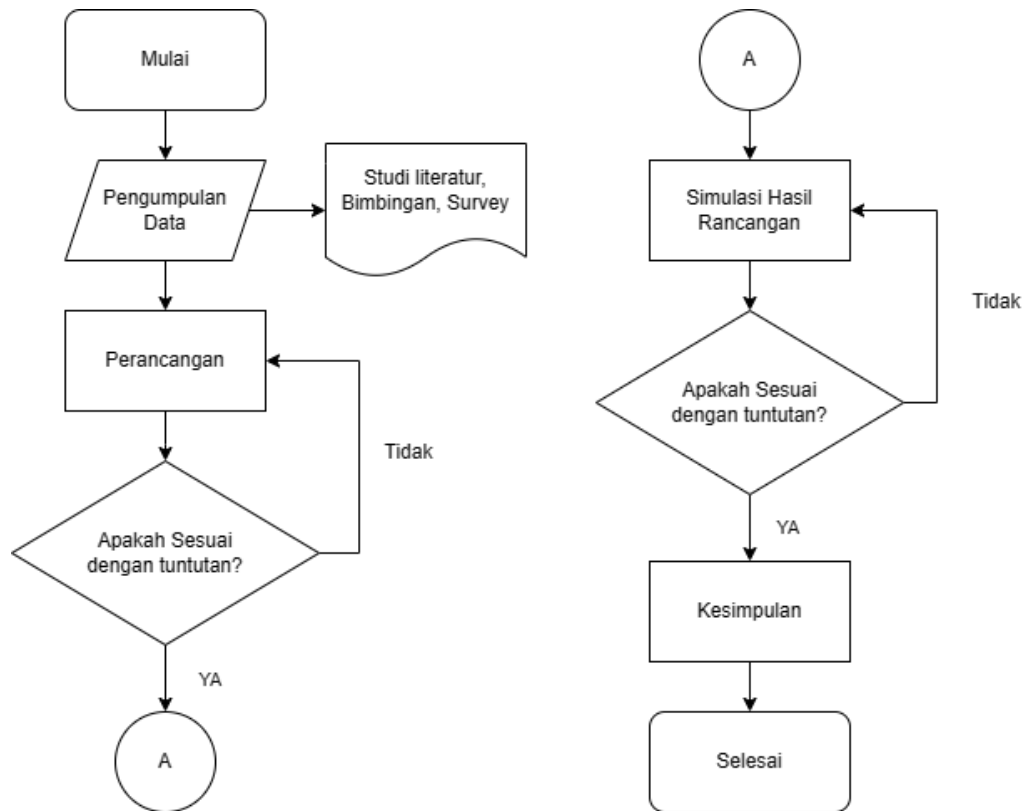 Mulai
Pengumpulan
Data
Studi literatur,
Bimbingan, Survey
Perancangan
Tidak
Apakah Sesuai
dengan tuntutan?
YA
A
A
Simulasi Hasil
Rancangan
Tidak
Apakah Sesuai
dengan tuntutan?
YA
Kesimpulan
Selesai